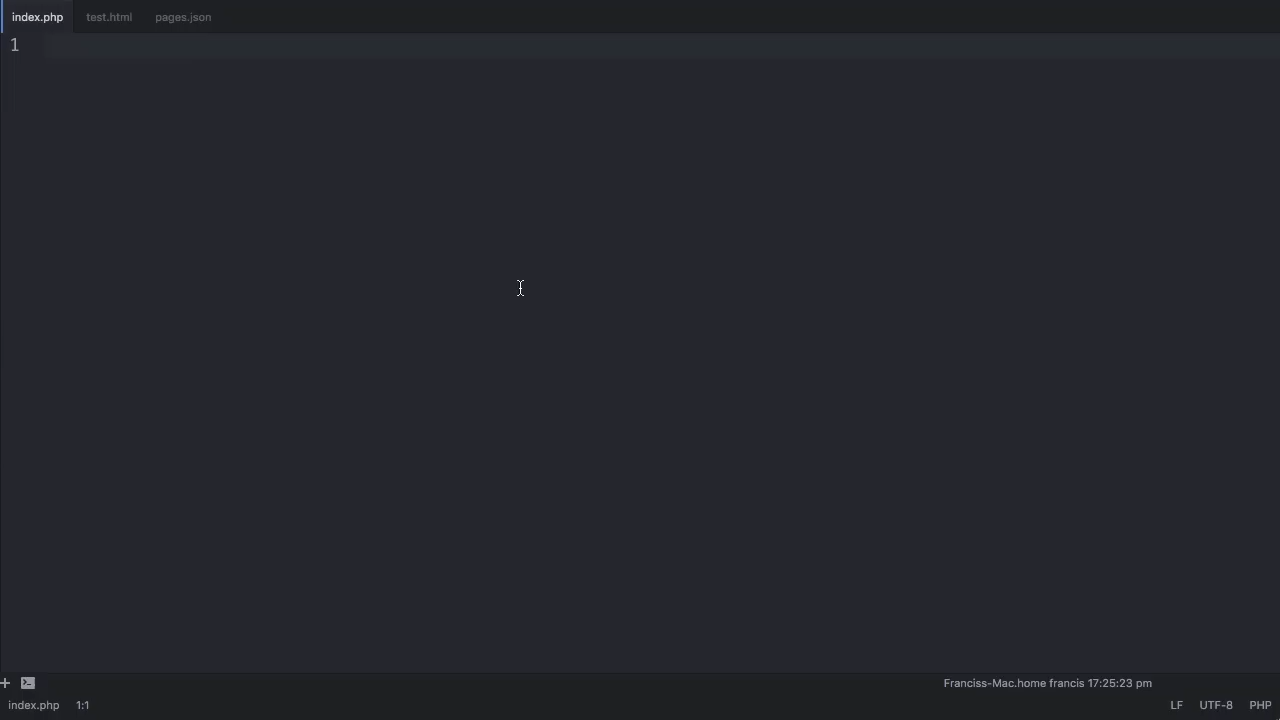 index.php test.html pages.json
1
Franciss-Mac.home francis 17:25:23 pm
index.php 1:1 LF UTF-8 PHP